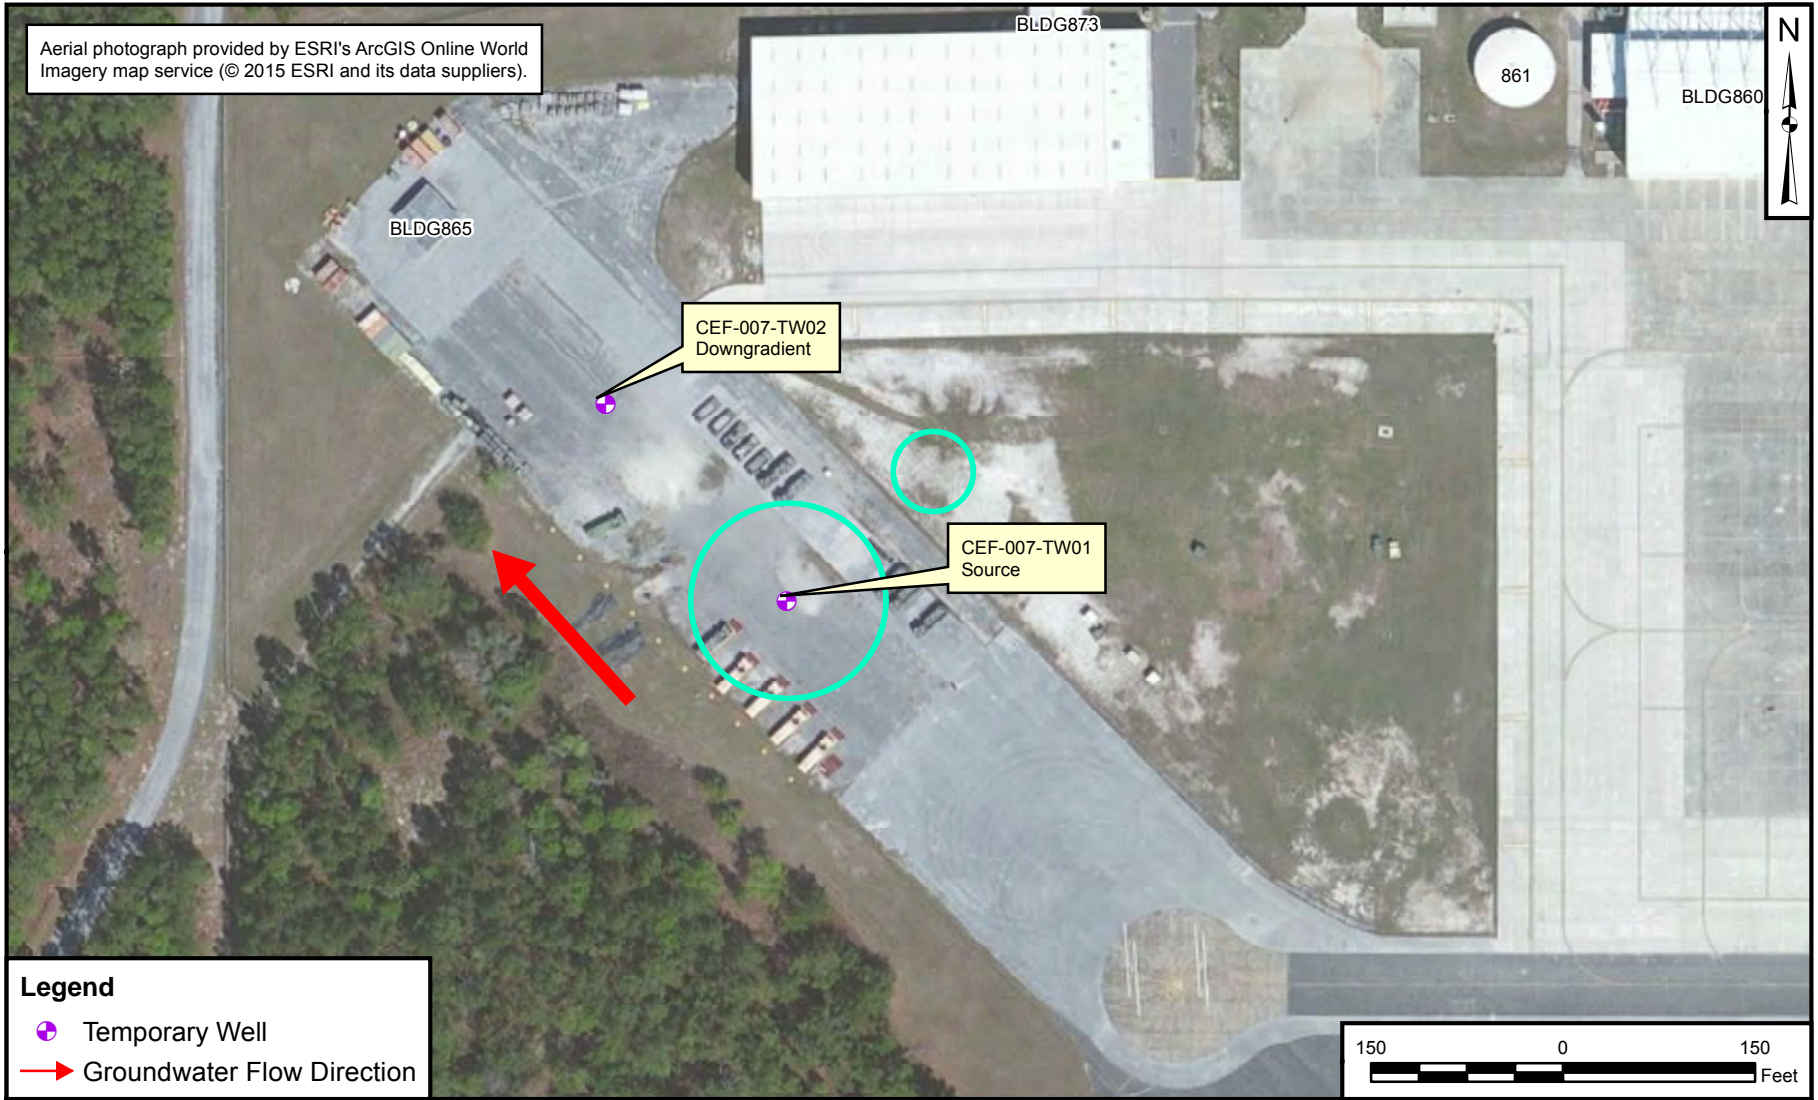 Aerial photograph provided by ESRI's ArcGIS Online World
Imagery map service (© 2015 ESRI and its data suppliers).
BLDG873
861
BLDG860
N
BLDG865
CEF-007-TW02
Downgradient
CEF-007-TW01
Source
Legend
Temporary Well
Groundwater Flow Direction
150 0 150
Feet